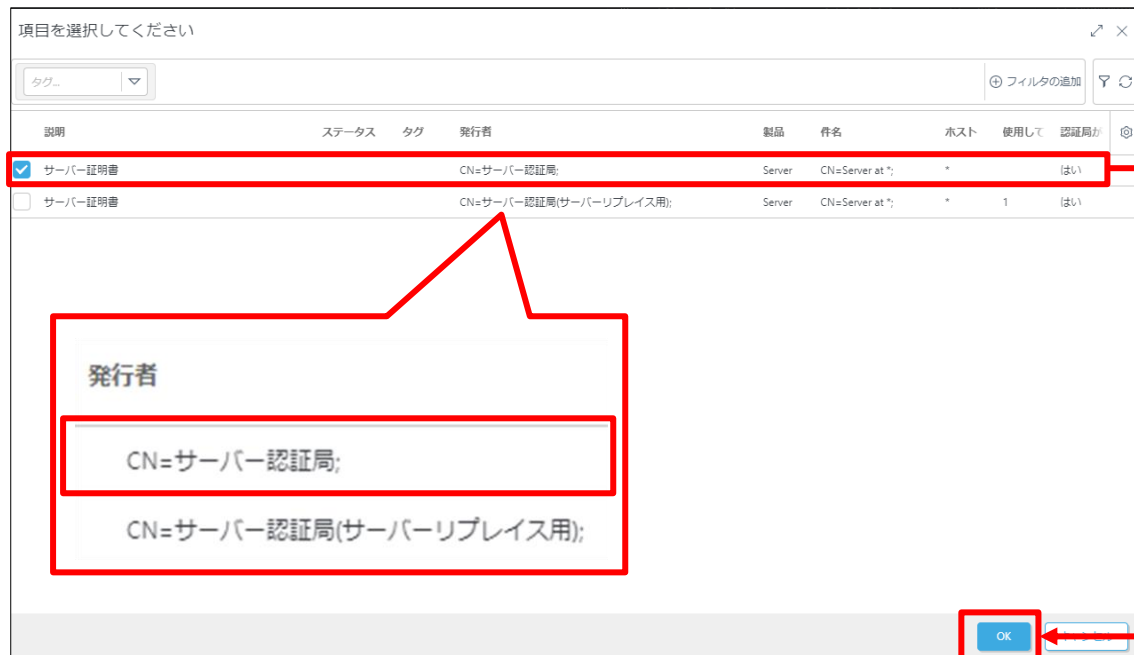 項目を選択してください
タグ...
フィルタの追加
説明 ステータス タグ 発行者 製品 件名 ホスト 使用して 認証局が
サーバー証明書 CN=サーバー認証局; Server CN=Server at *; * はい
サーバー証明書 CN=サーバー認証局(サーバーリプレイス用); Server CN=Server at *; * 1 はい
発行者
CN=サーバー認証局;
CN=サーバー認証局(サーバーリプレイス用);
OK